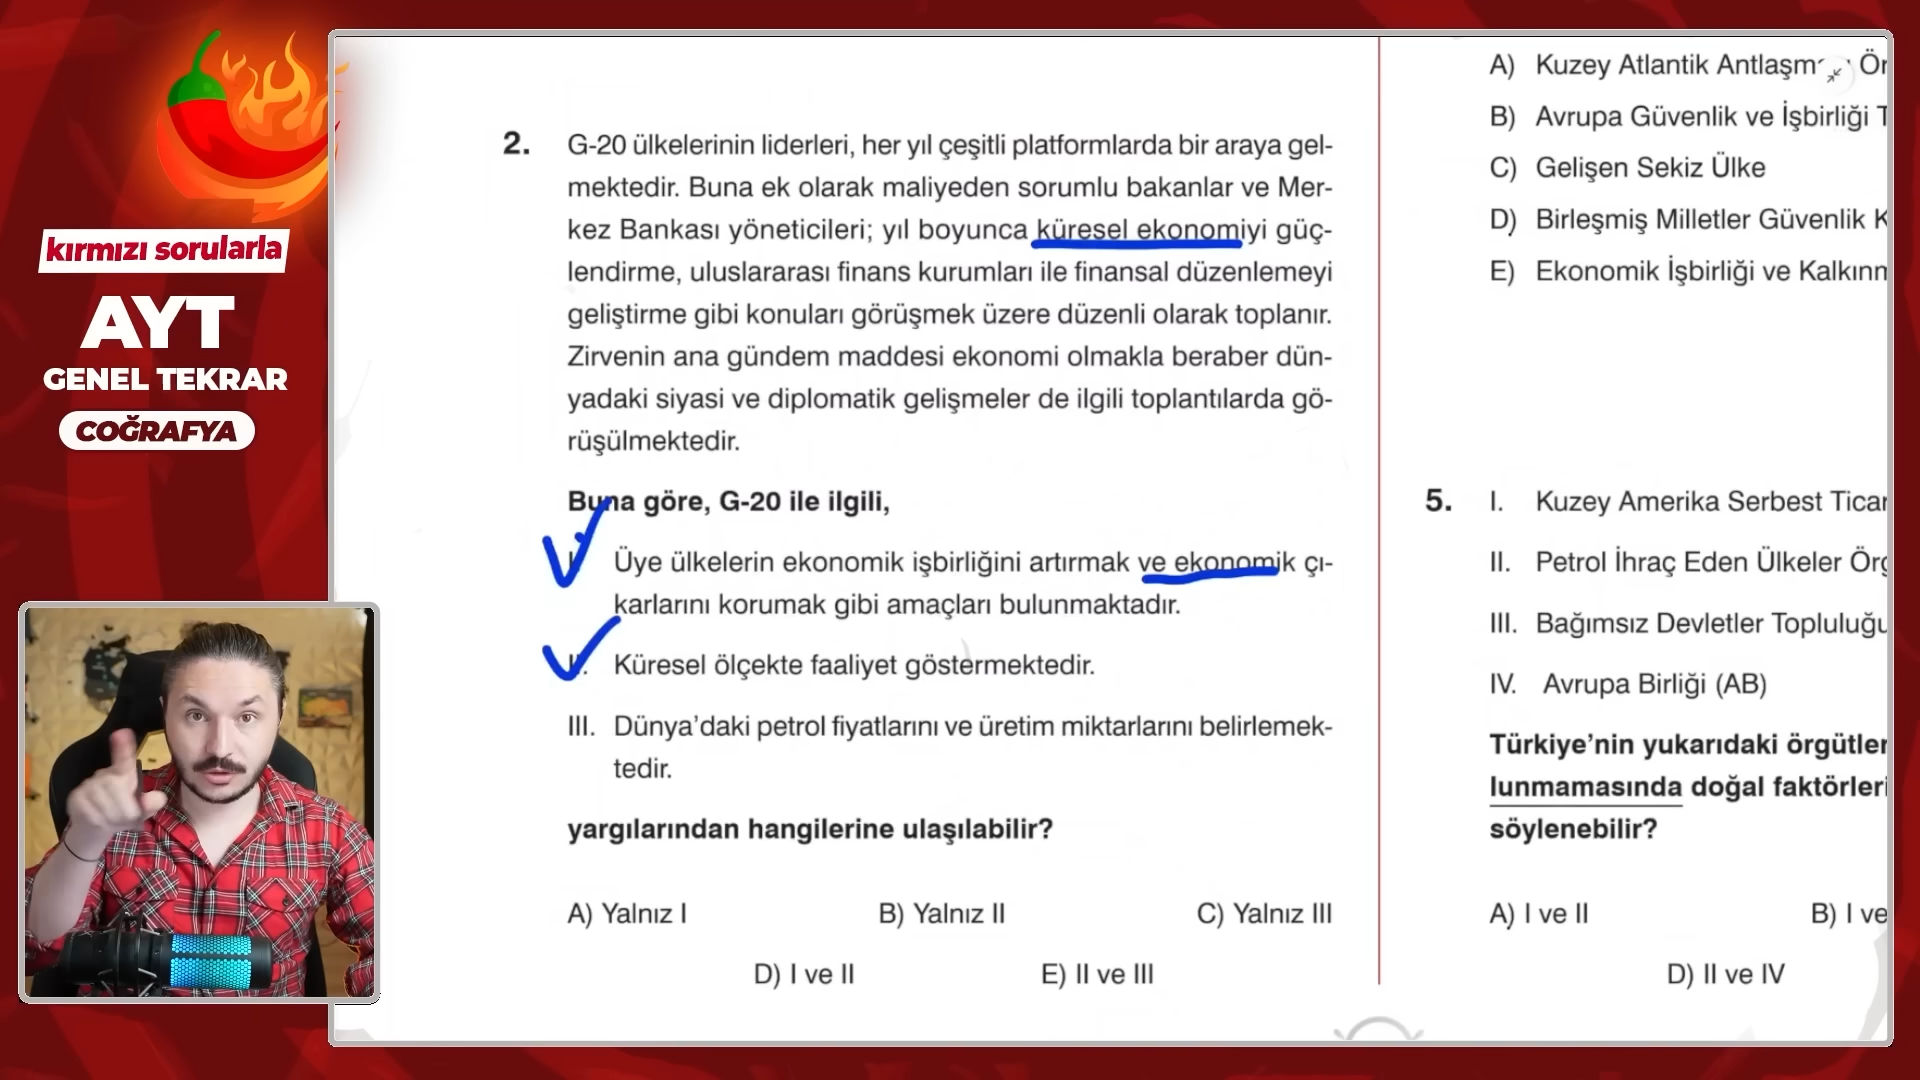 kırmızı sorularla
AYT
GENEL TEKRAR
COĞRAFYA
2. G-20 ülkelerinin liderleri, her yıl çeşitli platformlarda bir araya gel-
mektedir. Buna ek olarak maliyeden sorumlu bakanlar ve Mer-
kez Bankası yöneticileri; yıl boyunca küresel ekonomiyi güç-
lendirme, uluslararası finans kurumları ile finansal düzenlemeyi
geliştirme gibi konuları görüşmek üzere düzenli olarak toplanır.
Zirvenin ana gündem maddesi ekonomi olmakla beraber dün-
yadaki siyasi ve diplomatik gelişmeler de ilgili toplantılarda gö-
rüşülmektedir.
Buna göre, G-20 ile ilgili,
I. Üye ülkelerin ekonomik işbirliğini artırmak ve ekonomik çı-
karlarını korumak gibi amaçları bulunmaktadır.
II. Küresel ölçekte faaliyet göstermektedir.
III. Dünya'daki petrol fiyatlarını ve üretim miktarlarını belirlemek-
tedir.
yargılarından hangilerine ulaşılabilir?
A) Yalnız I B) Yalnız II C) Yalnız III
D) I ve II E) II ve III
A) Kuzey Atlantik
B) Avrupa Güvenlik ve İşbirliği
C) Gelişen Sekiz Ülke
D) Birleşmiş Milletler Güvenlik
E) Ekonomik İşbirliği ve
5. I. Kuzey Amerika Serbest
II. Petrol İhraç Eden Ülkeler
III. Bağımsız Devletler
IV. Avrupa Birliği (AB)
Türkiye'nin yukarıdaki
lunmamasında doğal
söylenebilir?
A) I ve II B) I ve
D) II ve IV